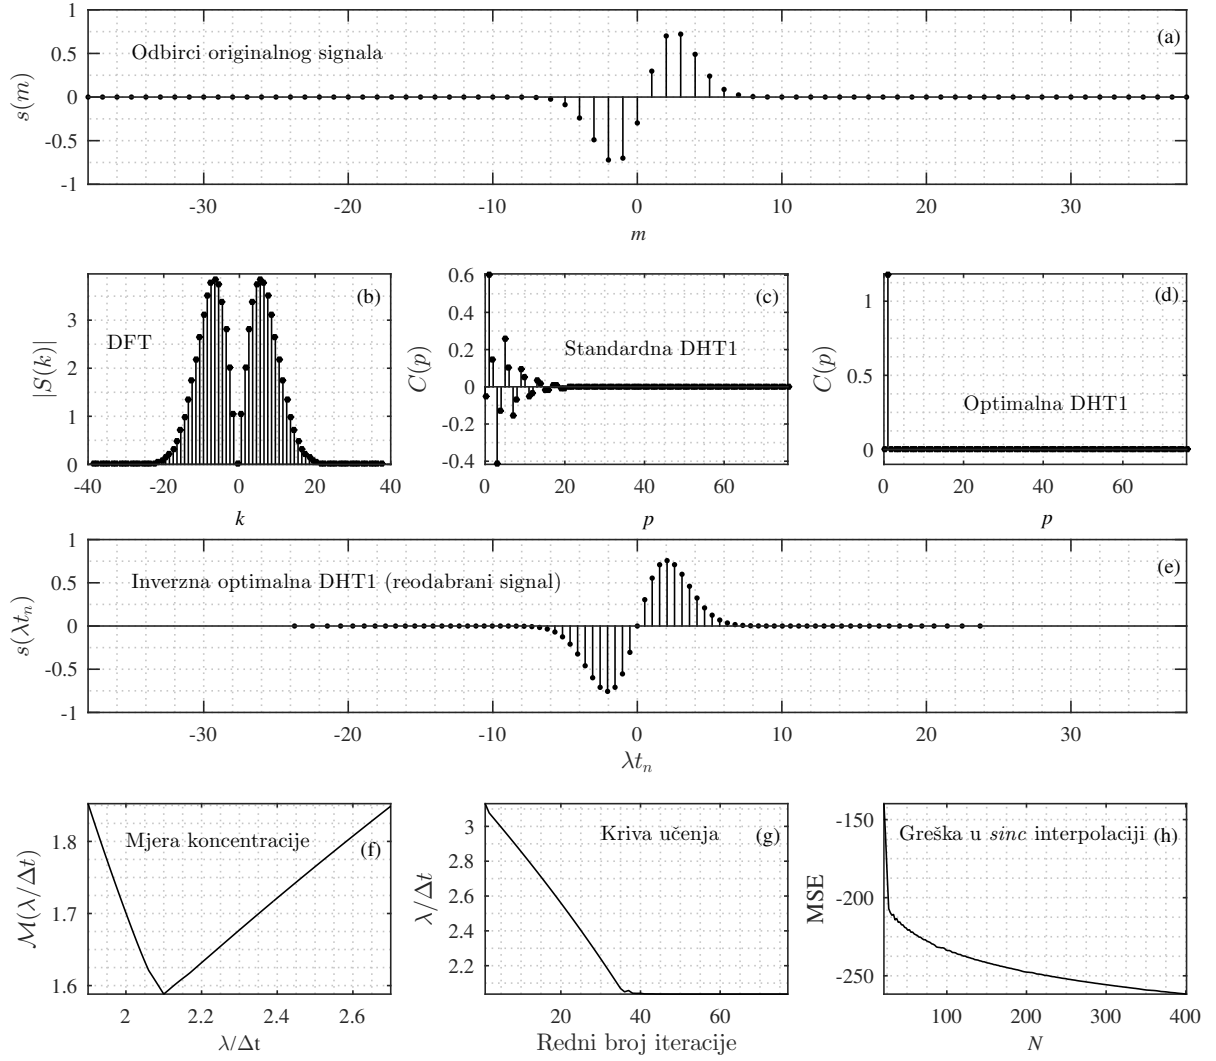 1
0.5
0
-0.5
-1
s(m)
Odbirci originalnog signala
(a)
-30
-20
-10
0
10
20
30
m
3
2
1
0
|S(k)|
DFT
(b)
-40
-20
0
20
40
k
0.6
0.4
0.2
0
-0.2
-0.4
C(p)
Standardna DHT1
(c)
0
20
40
60
p
1
0.5
0
C(p)
Optimalna DHT1
(d)
0
20
40
60
p
1
0.5
0
-0.5
-1
s(λtₙ)
Inverzna optimalna DHT1 (reodabrani signal)
(e)
-30
-20
-10
0
10
20
30
λtₙ
1.8
1.7
1.6
ℳ(λ/Δt)
Mjera koncentracije
(f)
2
2.2
2.4
2.6
λ/Δt
3
2.8
2.6
2.4
2.2
λ/Δt
Kriva učenja
(g)
20
40
60
Redni broj iteracije
-150
-200
-250
MSE
Greška u sinc interpolaciji
(h)
100
200
300
400
N